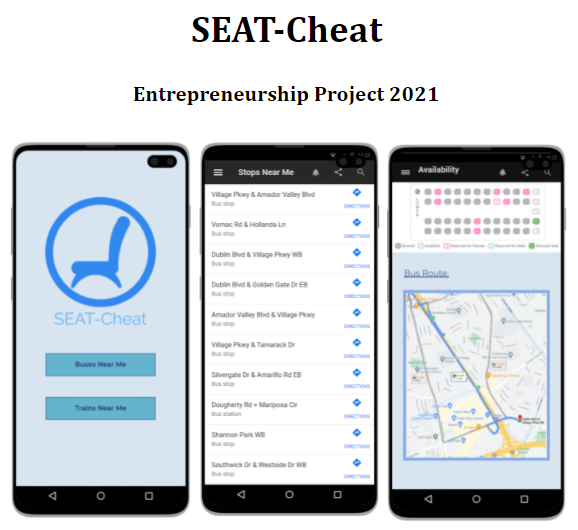 SEAT-Cheat
Entrepreneurship Project 2021
SEAT-Cheat
Buses Near Me
Trains Near Me
Stops Near Me
Village Pkwy & Amador Valley Blvd
Bus stop
DIRECTIONS
Vomac Rd & Hollanda Ln
Bus stop
DIRECTIONS
Dublin Blvd & Village Pkwy WB
Bus stop
DIRECTIONS
Dublin Blvd & Golden Gate Dr EB
Bus stop
DIRECTIONS
Amador Valley Blvd & Village Pkwy
Bus stop
DIRECTIONS
Village Pkwy & Tamarack Dr
Bus stop
DIRECTIONS
Silvergate Dr & Amarillo Rd EB
Bus stop
DIRECTIONS
Dougherty Rd + Mariposa Cir
Bus station
DIRECTIONS
Shannon Park WB
Bus stop
DIRECTIONS
Southwick Dr & Westside Dr WB
Bus stop
DIRECTIONS
Availability
LOWER
Booked
Available
Reserved for Female
Reserved for Male
Selected Seat
Bus Route: